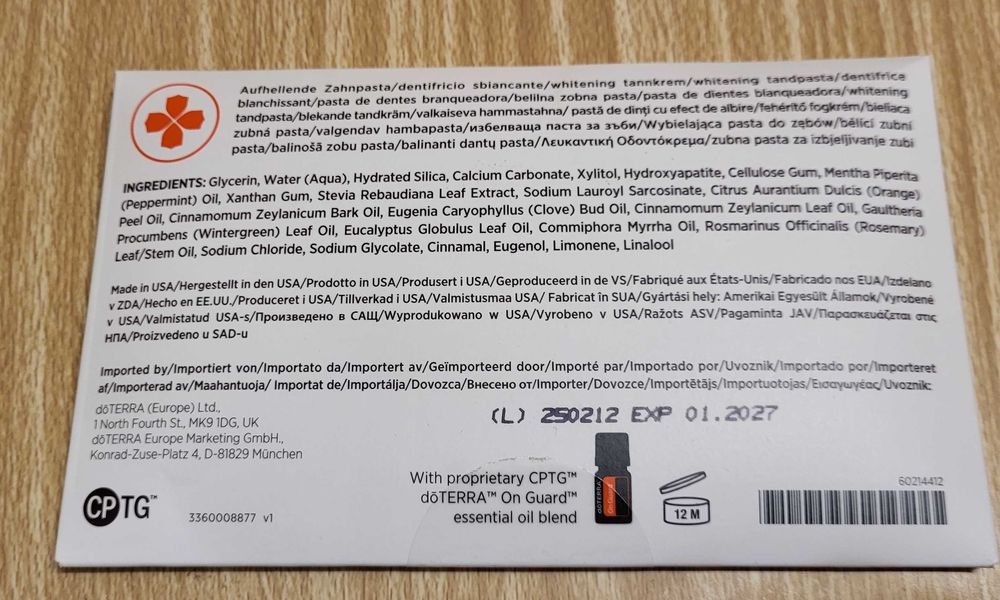 Aufhellende Zahnpasta/dentifricio sbiancante/whitening tannkrem/whitening tandpasta/dentifrice
blanchissant/pasta de dentes branqueadora/belilna zobna pasta/pasta de dientes blanqueadora/whitening
tandpasta/blekande tandkräm/valkaiseva hammastahna/ pastă de dinți cu efect de albire/fehérítő fogkrém/bieliaca
zubná pasta/valgendav hambapasta/избелваща паста за зъби/Wybielająca pasta do zębów/bělící zubní
pasta/balinošā zobu pasta/balinanti dantų pasta/Λευκαντική Οδοντόκρεμα/zubna pasta za izbjeljivanje zubi
INGREDIENTS: Glycerin, Water (Aqua), Hydrated Silica, Calcium Carbonate, Xylitol, Hydroxyapatite, Cellulose Gum, Mentha Piperita
(Peppermint) Oil, Xanthan Gum, Stevia Rebaudiana Leaf Extract, Sodium Lauroyl Sarcosinate, Citrus Aurantium Dulcis (Orange)
Peel Oil, Cinnamomum Zeylanicum Bark Oil, Eugenia Caryophyllus (Clove) Bud Oil, Cinnamomum Zeylanicum Leaf Oil, Gaultheria
Procumbens (Wintergreen) Leaf Oil, Eucalyptus Globulus Leaf Oil, Commiphora Myrrha Oil, Rosmarinus Officinalis (Rosemary)
Leaf/Stem Oil, Sodium Chloride, Sodium Glycolate, Cinnamal, Eugenol, Limonene, Linalool
Made in USA/Hergestellt in den USA/Prodotto in USA/Produsert i USA/Geproduceerd in de VS/Fabriqué aux États-Unis/Fabricado nos EUA/Izdelano
v ZDA/Hecho en EE.UU./Produceret i USA/Tillverkad i USA/Valmistusmaa USA/ Fabricat în SUA/Gyártási hely: Amerikai Egyesült Államok/Vyrobené
v USA/Valmistatud USA-s/Произведено в САЩ/Wyprodukowano w USA/Vyrobeno v USA/Ražots ASV/Pagaminta JAV/Παρασκευάζεται στις
ΗΠΑ/Proizvedeno u SAD-u
Imported by/Importiert von/Importato da/Importert av/Geïmporteerd door/Importé par/Importado por/Uvoznik/Importado por/Importeret
af/Importerad av/Maahantuoja/ Importat de/Importálja/Dovozca/Внесено от/Importer/Dovozce/Importētājs/Importuotojas/Εισαγωγέας/Uvoznik:
dōTERRA (Europe) Ltd.,
1 North Fourth St., MK9 1DG, UK
dōTERRA Europe Marketing GmbH.,
Konrad-Zuse-Platz 4, D-81829 München
(L) 250212 EXP 01.2027
CPTG™
3360008877 v1
With proprietary CPTG™
dōTERRA™ On Guard™
essential oil blend
dōTERRA
On Guard
12 M
60214412